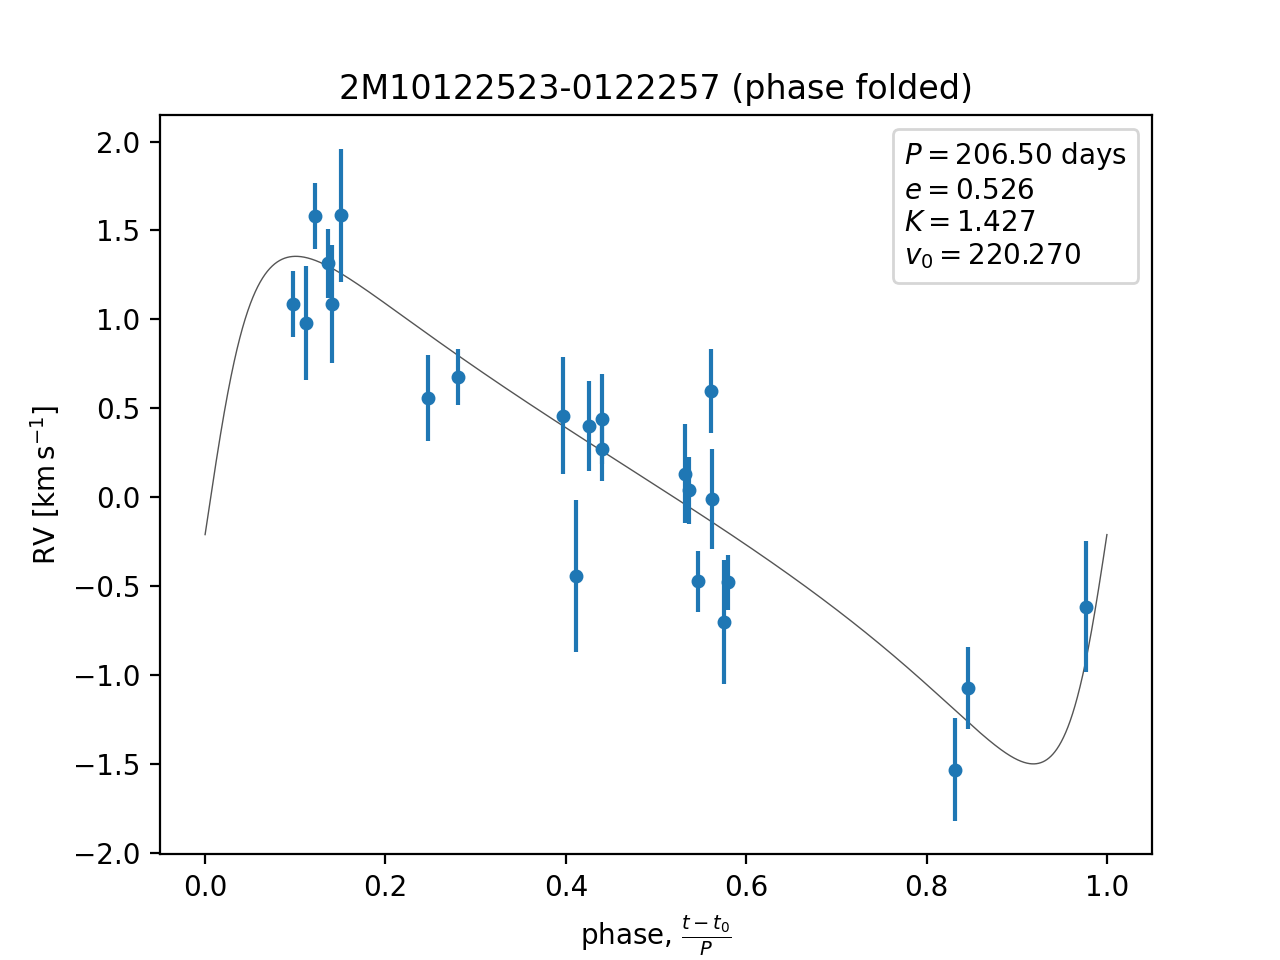 2M10122523-0122257 (phase folded)
P = 206.50 days
e = 0.526
K = 1.427
v₀ = 220.270
RV [km s⁻¹]
2.0
1.5
1.0
0.5
0.0
−0.5
−1.0
−1.5
−2.0
0.0 0.2 0.4 0.6 0.8 1.0
phase, (t − t₀)/P